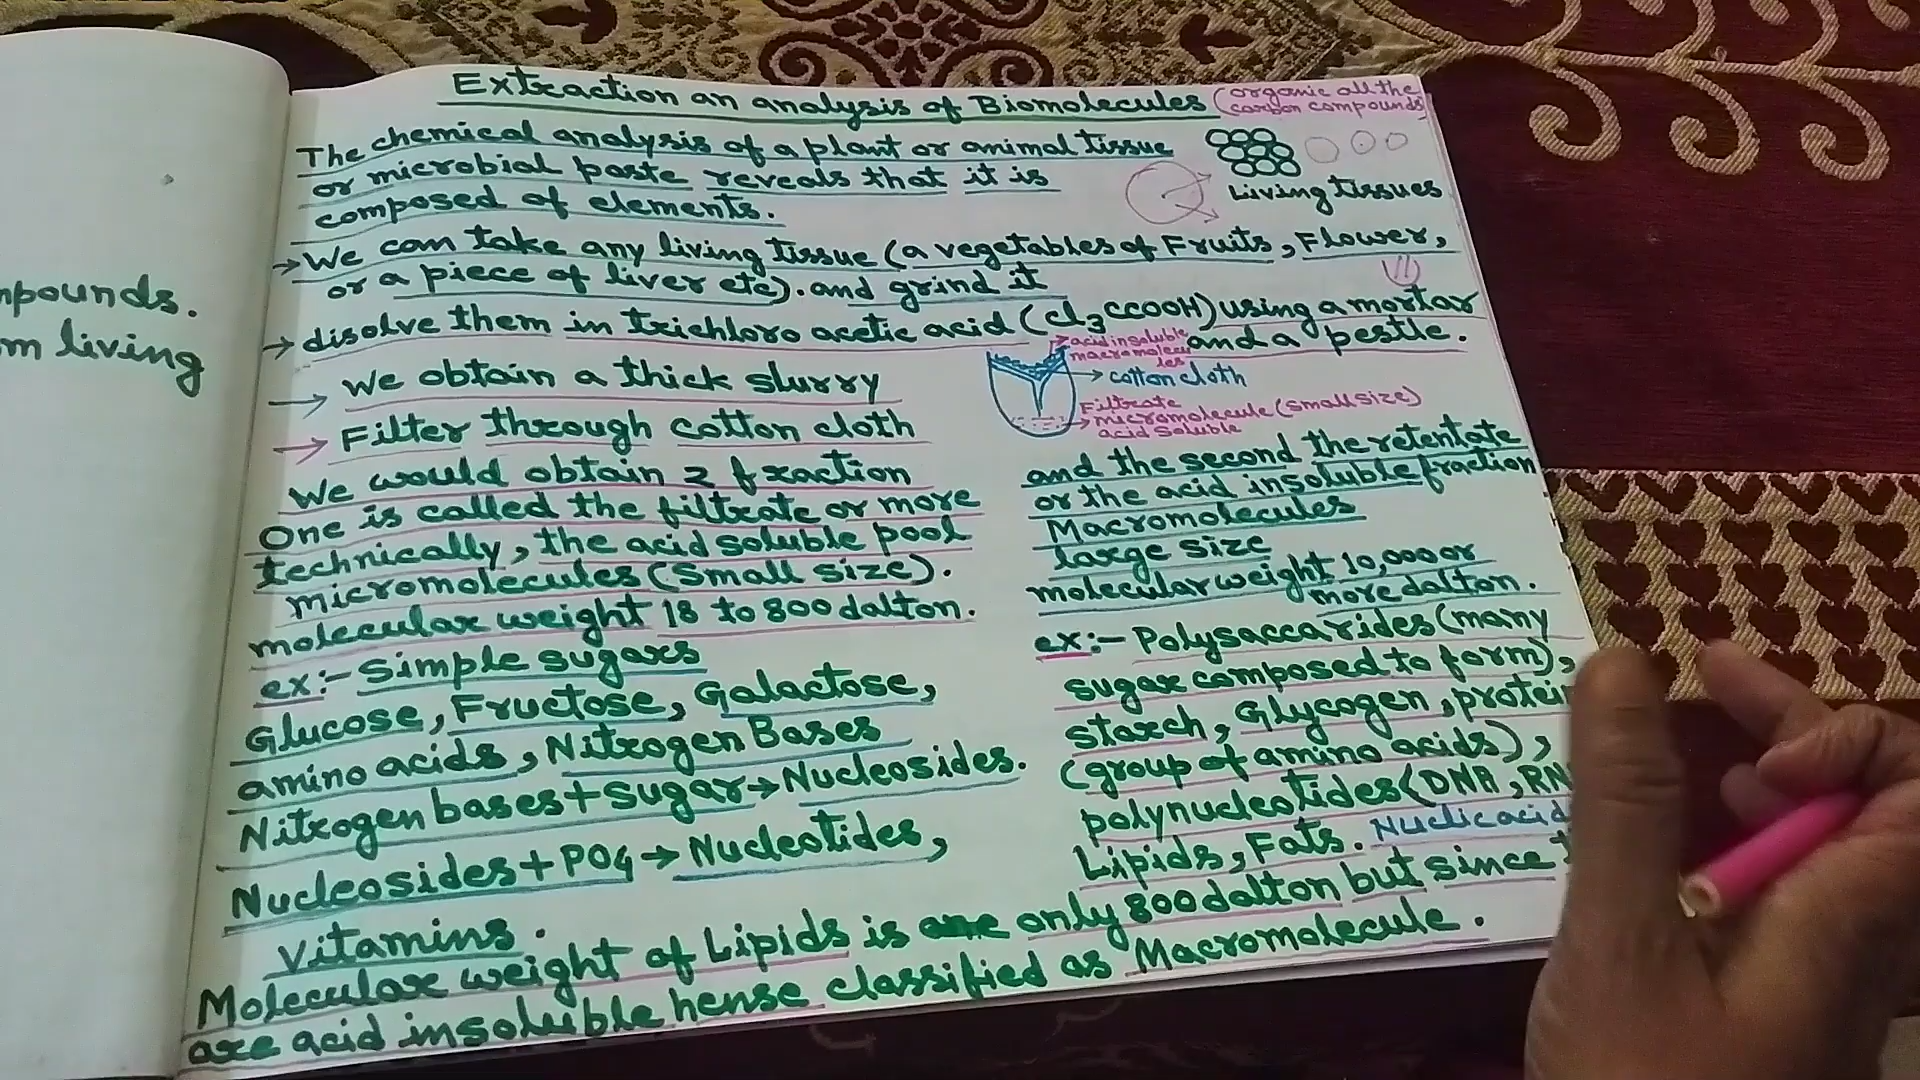 npounds.
m living
Extraction an analysis of Biomolecules (organic all the
carbon compounds)
The chemical analysis of a plant or animal tissue
or microbial paste reveals that it is
composed of elements.
Living tissues
→ We can take any living tissue (a vegetables of Fruits, Flower,
or a piece of liver etc). and grind it
→ disolve them in trichloro acetic acid (Cl3CCOOH) using a mortar
and a pestle.
→ We obtain a thick slurry
→ Filter through cotton cloth
→ acid insoluble
macromolecu
les
→ cotton cloth
Filtrate
→ micromolecule (small size)
acid soluble
We would obtain 2 fraction
One is called the filtrate or more
technically, the acid soluble pool
micromolecules (Small size).
molecular weight 18 to 800 dalton.
ex:- Simple sugars
Glucose, Fructose, Galactose,
amino acids, Nitrogen Bases
Nitrogen bases + Sugar → Nucleosides.
Nucleosides + PO4 → Nucleotides,
Vitamins.
and the second the retentate
or the acid insoluble fraction
Macromolecules
large size
molecular weight 10,000 or
more dalton.
ex:- Polysaccarides (many
sugar composed to form),
starch, Glycogen, protein
(group of amino acids),
polynucleotides (DNA, RN
Lipids, Fats. Nuclic acid
Molecular weight of Lipids is only 800 dalton but since
are acid insoluble hense classified as Macromolecule.